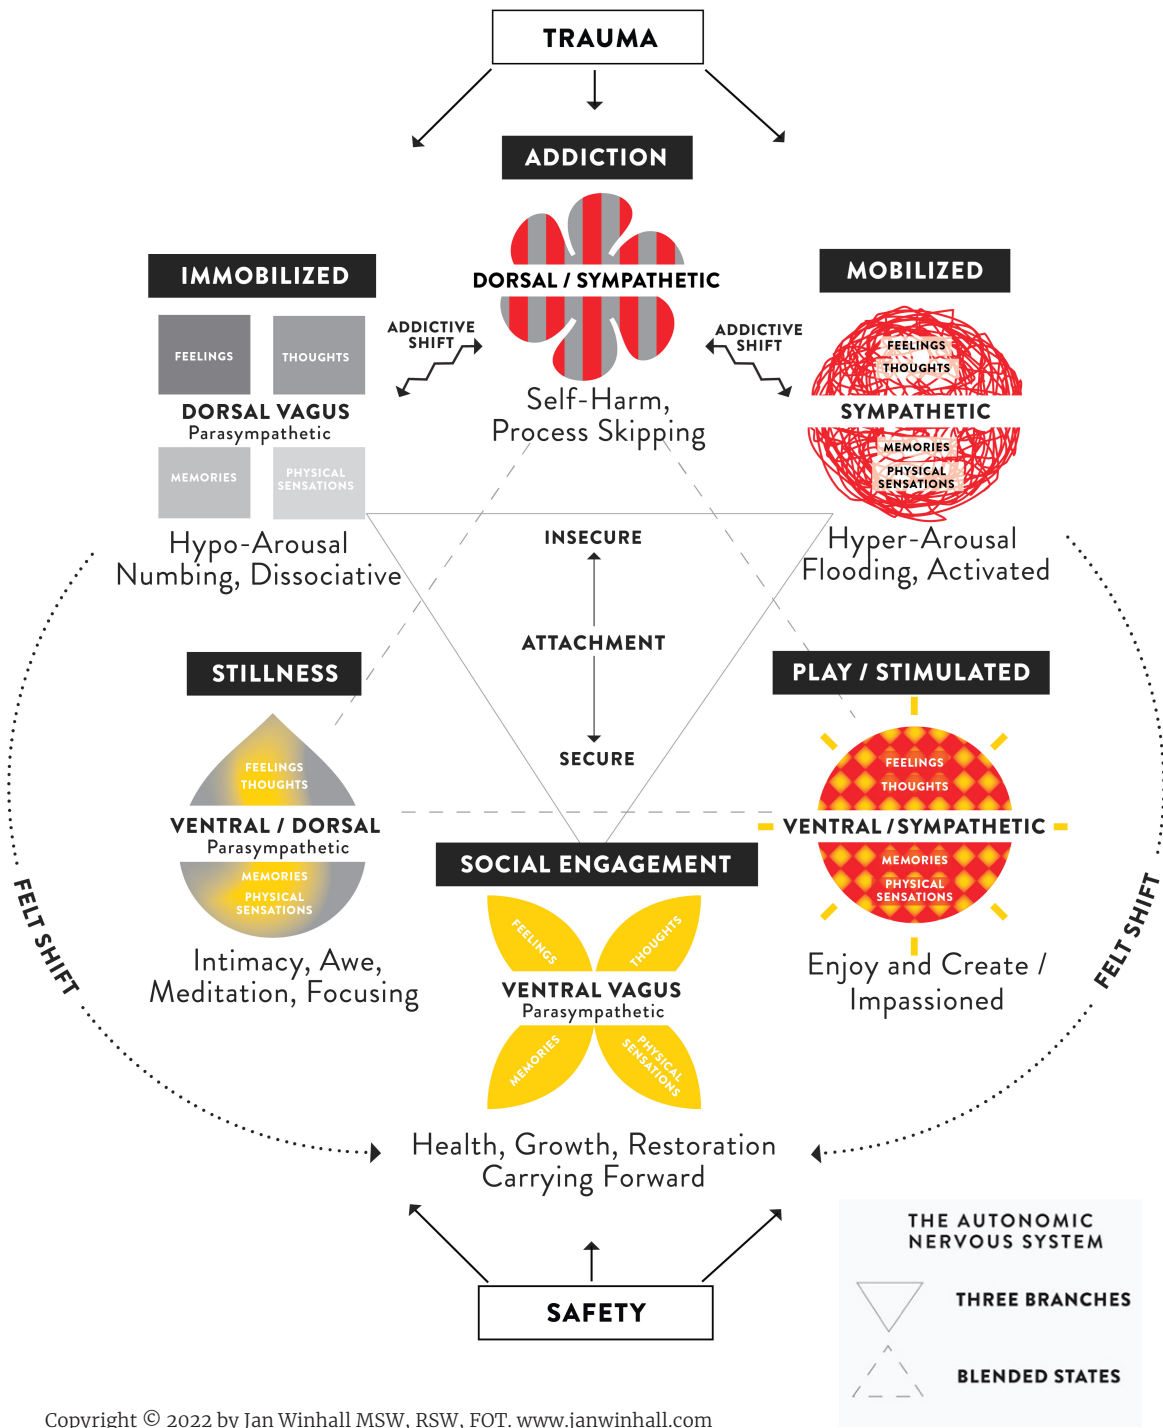 TRAUMA
ADDICTION
DORSAL / SYMPATHETIC
Self-Harm,
Process Skipping
IMMOBILIZED
FEELINGS
THOUGHTS
DORSAL VAGUS
Parasympathetic
MEMORIES
PHYSICAL
SENSATIONS
Hypo-Arousal
Numbing, Dissociative
ADDICTIVE
SHIFT
ADDICTIVE
SHIFT
MOBILIZED
FEELINGS
THOUGHTS
SYMPATHETIC
MEMORIES
PHYSICAL
SENSATIONS
Hyper-Arousal
Flooding, Activated
INSECURE
ATTACHMENT
SECURE
STILLNESS
FEELINGS
THOUGHTS
VENTRAL / DORSAL
Parasympathetic
MEMORIES
PHYSICAL
SENSATIONS
Intimacy, Awe,
Meditation, Focusing
PLAY / STIMULATED
FEELINGS
THOUGHTS
VENTRAL / SYMPATHETIC
MEMORIES
PHYSICAL
SENSATIONS
Enjoy and Create /
Impassioned
SOCIAL ENGAGEMENT
FEELINGS
THOUGHTS
VENTRAL VAGUS
Parasympathetic
MEMORIES
PHYSICAL
SENSATIONS
Health, Growth, Restoration
Carrying Forward
FELT SHIFT
FELT SHIFT
SAFETY
THE AUTONOMIC
NERVOUS SYSTEM
THREE BRANCHES
BLENDED STATES
Copyright © 2022 by Jan Winhall MSW, RSW, FOT. www.janwinhall.com